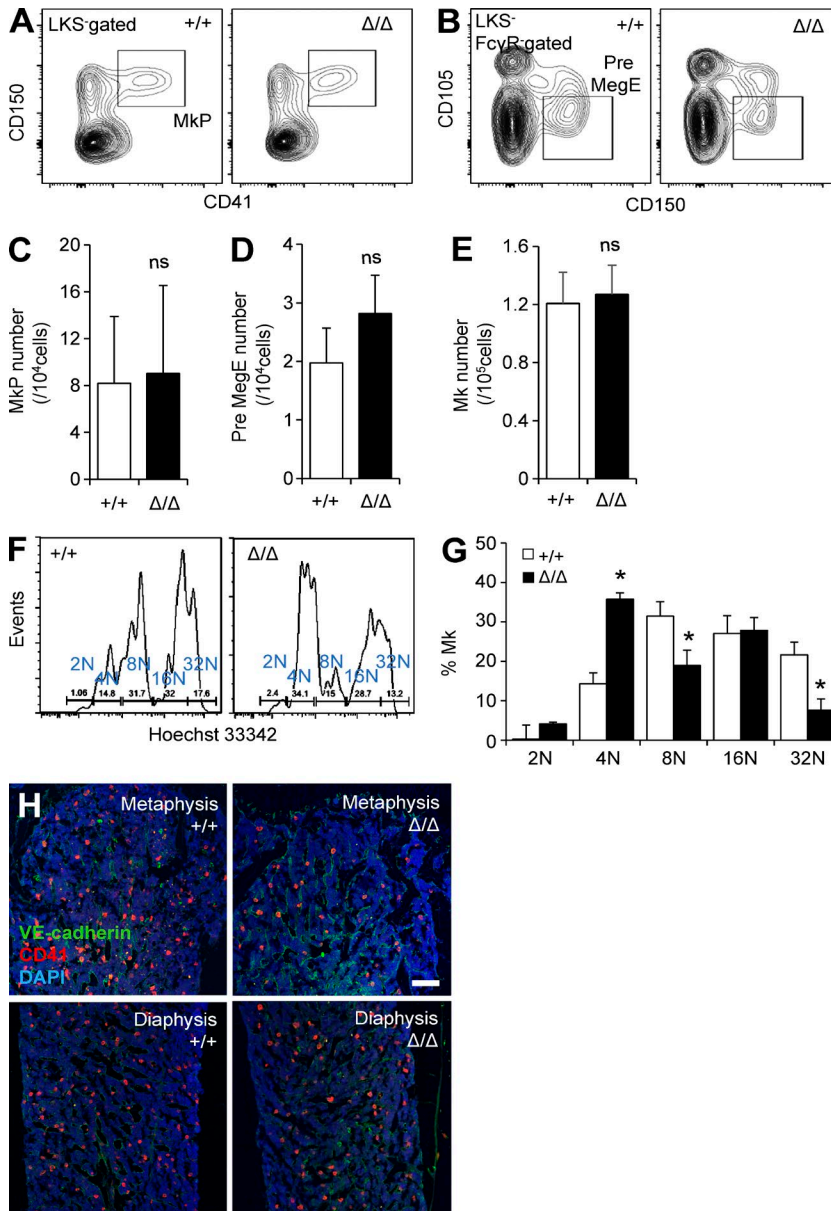 A
LKS-gated
+/+
Δ/Δ
MkP
CD150
CD41
B
LKS-
FcγR-gated
+/+
Δ/Δ
Pre
MegE
CD105
CD150
C
MkP number
(/10⁴cells)
20
16
12
8
4
0
ns
+/+
Δ/Δ
D
Pre MegE number
(/10⁴cells)
4
3
2
1
0
ns
+/+
Δ/Δ
E
Mk number
(/10⁵cells)
1.6
1.2
0.8
0.4
0
ns
+/+
Δ/Δ
F
+/+
Δ/Δ
Events
2N 4N 8N 16N 32N
1.06 14.8 31.7 32 17.6
2N 4N 8N 16N 32N
2.4 34.1 15 28.7 13.2
Hoechst 33342
G
+/+
Δ/Δ
% Mk
50
40
30
20
10
0
* * *
2N 4N 8N 16N 32N
H
Metaphysis
+/+
Metaphysis
Δ/Δ
VE-cadherin
CD41
DAPI
Diaphysis
+/+
Diaphysis
Δ/Δ